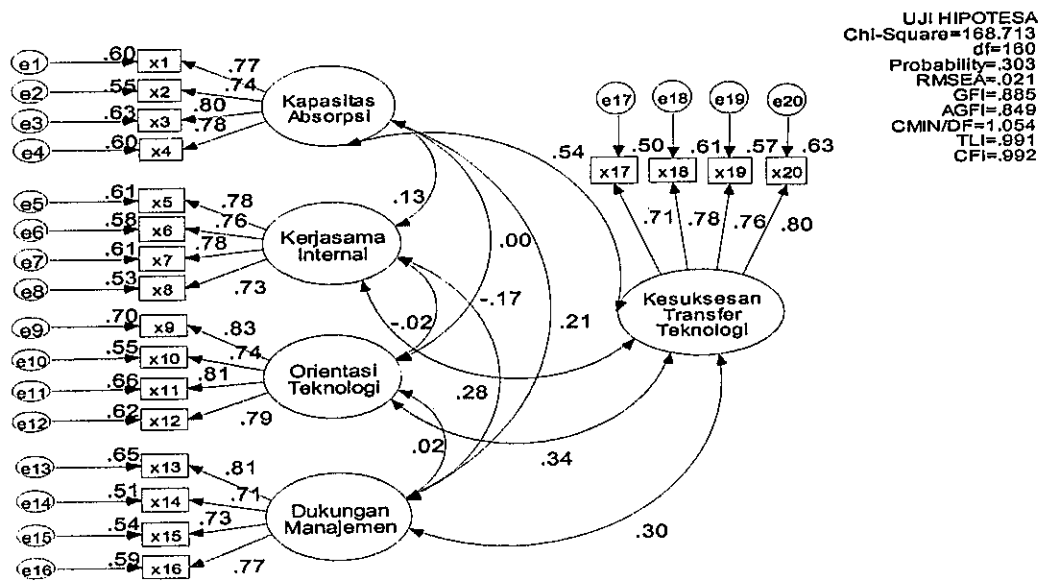 UJI HIPOTESA
Chi-Square=168.713
df=160
Probability=.303
RMSEA=.021
GFI=.885
AGFI=.849
CMIN/DF=1.054
TLI=.991
CFI=.992
e1 .60 x1 .77
e2 .55 x2 .74
e3 .63 x3 .80
e4 .60 x4 .78
Kapasitas
Absorpsi
e5 .61 x5 .78
e6 .58 x6 .76
e7 .61 x7 .78
e8 .53 x8 .73
Kerjasama
Internal
e9 .70 x9 .83
e10 .55 x10 .74
e11 .66 x11 .81
e12 .62 x12 .79
Orientasi
Teknologi
e13 .65 x13 .81
e14 .51 x14 .71
e15 .54 x15 .73
e16 .59 x16 .77
Dukungan
Manajemen
.13
.00
-.17
-.02
.21
.28
.02
.34
.30
e17 e18 e19 e20
.54 .50 .61 .57 .63
x17 x18 x19 x20
.71 .78 .76 .80
Kesuksesan
Transfer
Teknologi